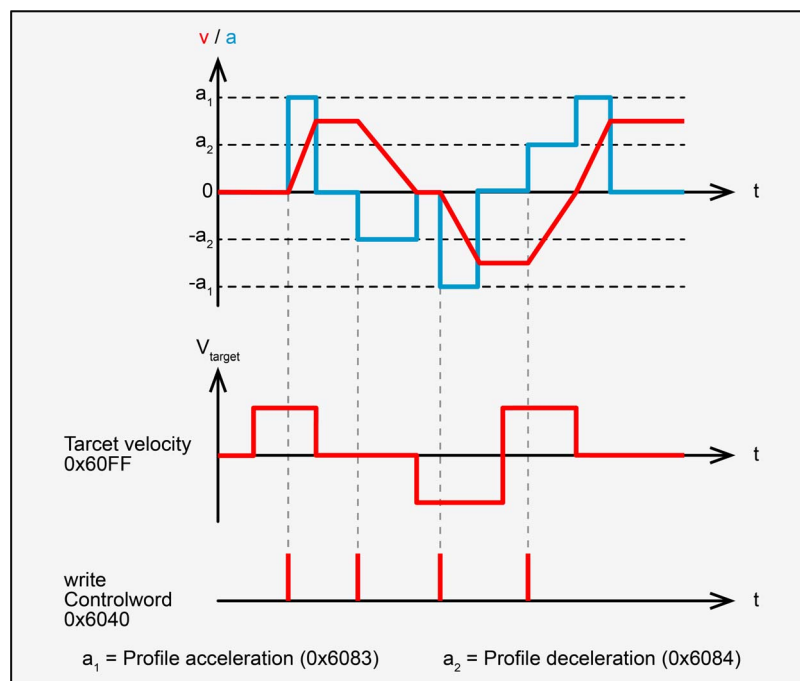 v / a
a1
a2
0
t
-a2
-a1
Vtarget
Tarcet velocity
0x60FF
t
write
Controlword
0x6040
t
a1 = Profile acceleration (0x6083)
a2 = Profile deceleration (0x6084)